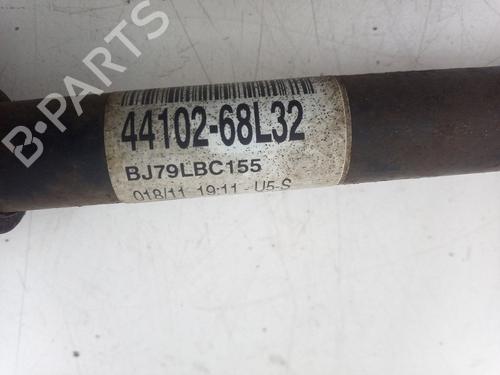 B-PARTS
44102-68L32
BJ79LBC155
018/11 19:11 - U5-S